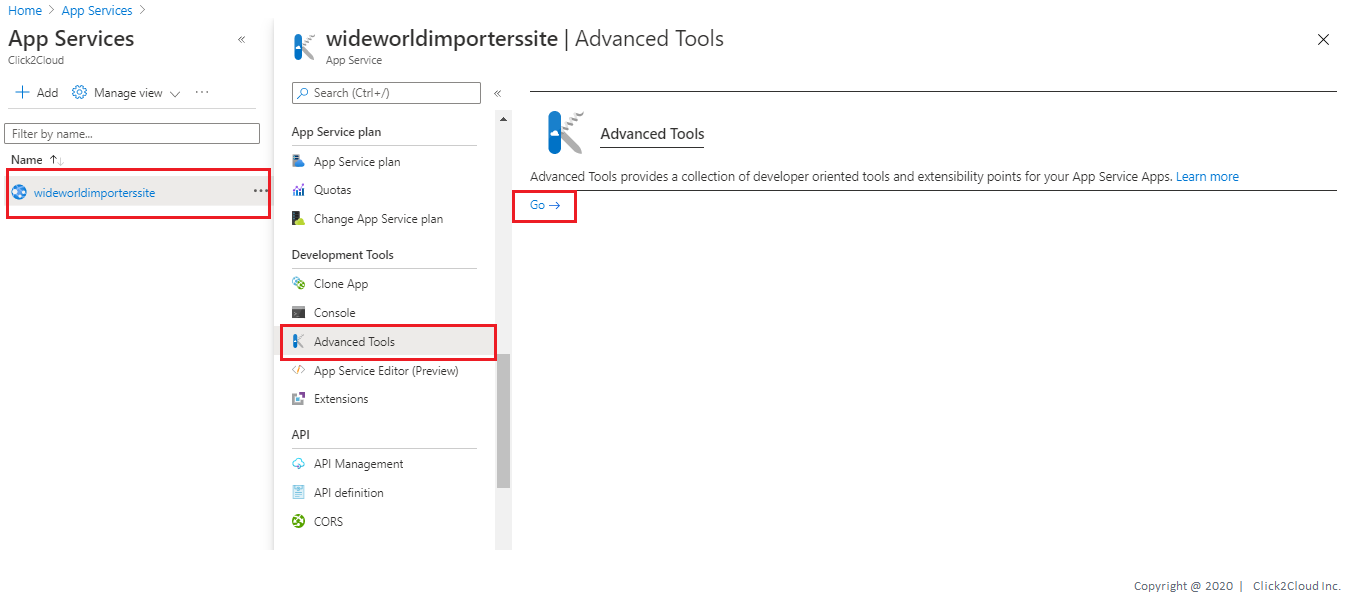 Home > App Services >
App Services
Click2Cloud
«
+ Add Manage view ···
Filter by name...
Name ↑↓
wideworldimporterssite ···
wideworldimporterssite | Advanced Tools
App Service
Search (Ctrl+/)
«
App Service plan
App Service plan
Quotas
Change App Service plan
Development Tools
Clone App
Console
Advanced Tools
App Service Editor (Preview)
Extensions
API
API Management
API definition
CORS
Advanced Tools
Advanced Tools provides a collection of developer oriented tools and extensibility points for your App Service Apps. Learn more
Go →
Copyright @ 2020 | Click2Cloud Inc.